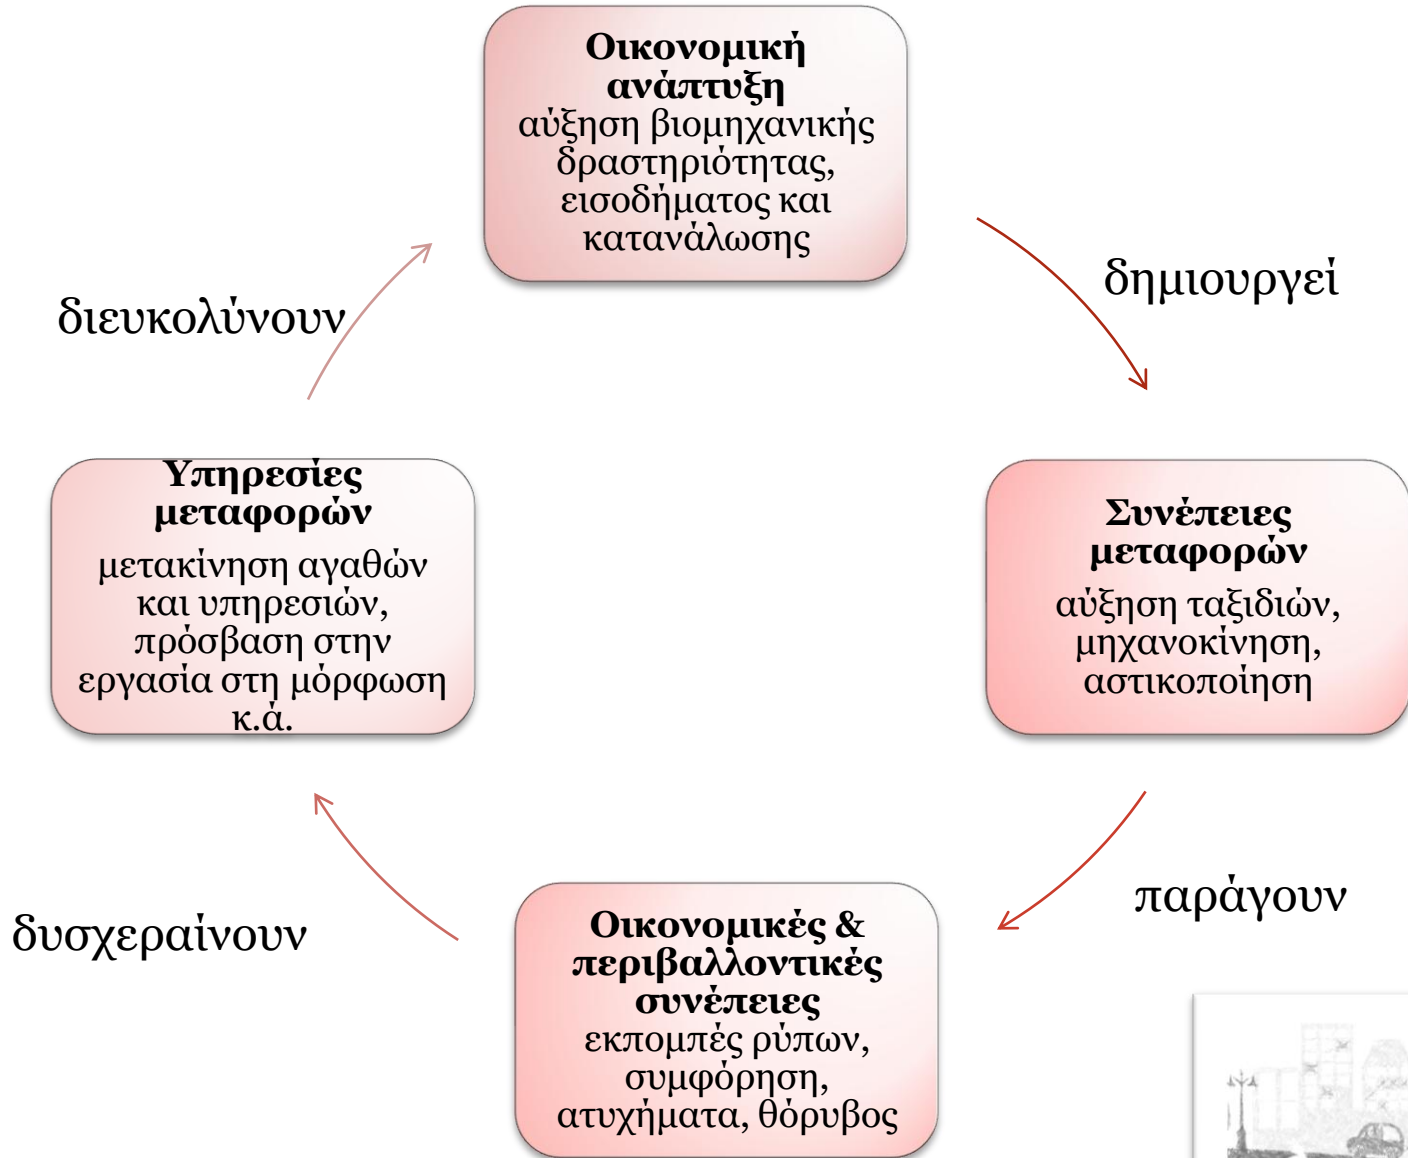 Οικονομική
ανάπτυξη
αύξηση βιομηχανικής
δραστηριότητας,
εισοδήματος και
κατανάλωσης
δημιουργεί
διευκολύνουν
Υπηρεσίες
μεταφορών
μετακίνηση αγαθών
και υπηρεσιών,
πρόσβαση στην
εργασία στη μόρφωση
κ.ά.
Συνέπειες
μεταφορών
αύξηση ταξιδιών,
μηχανοκίνηση,
αστικοποίηση
παράγουν
δυσχεραίνουν
Οικονομικές &
περιβαλλοντικές
συνέπειες
εκπομπές ρύπων,
συμφόρηση,
ατυχήματα, θόρυβος